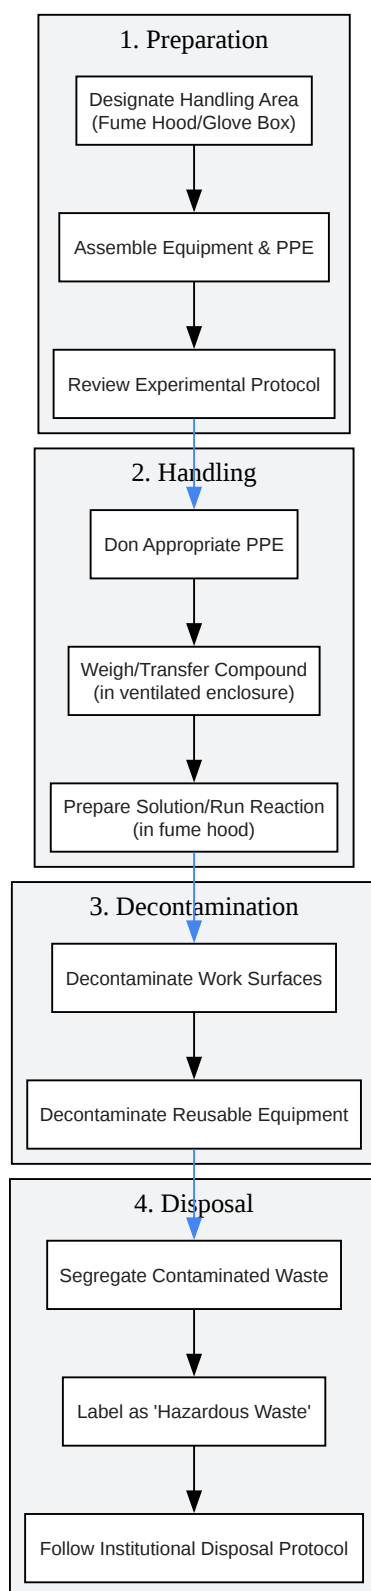 1. Preparation
Designate Handling Area
(Fume Hood/Glove Box)
Assemble Equipment & PPE
Review Experimental Protocol
2. Handling
Don Appropriate PPE
Weigh/Transfer Compound
(in ventilated enclosure)
Prepare Solution/Run Reaction
(in fume hood)
3. Decontamination
Decontaminate Work Surfaces
Decontaminate Reusable Equipment
4. Disposal
Segregate Contaminated Waste
Label as 'Hazardous Waste'
Follow Institutional Disposal Protocol